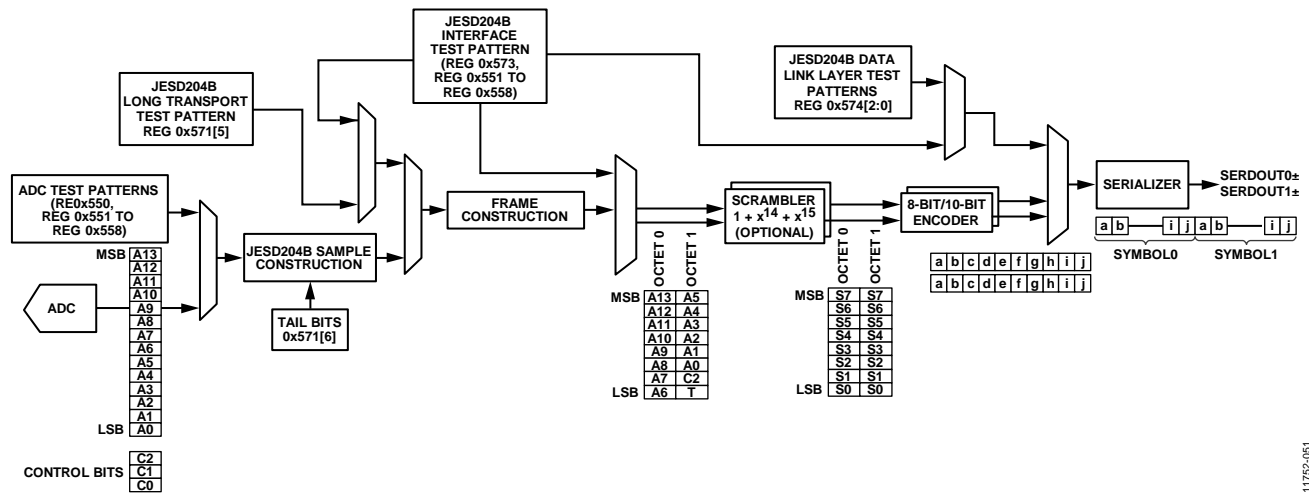 JESD204B
INTERFACE
TEST PATTERN
(REG 0x573,
REG 0x551 TO
REG 0x558)
JESD204B
LONG TRANSPORT
TEST PATTERN
REG 0x571[5]
JESD204B DATA
LINK LAYER TEST
PATTERNS
REG 0x574[2:0]
ADC TEST PATTERNS
(RE0x550,
REG 0x551 TO
REG 0x558)
MSB A13
A12
A11
A10
A9
A8
A7
A6
A5
A4
A3
A2
A1
LSB A0
ADC
CONTROL BITS
C2
C1
C0
JESD204B SAMPLE
CONSTRUCTION
TAIL BITS
0x571[6]
FRAME
CONSTRUCTION
OCTET 0
OCTET 1
MSB A13 A5
A12 A4
A11 A3
A10 A2
A9 A1
A8 A0
A7 C2
LSB A6 T
SCRAMBLER
1 + x14 + x15
(OPTIONAL)
OCTET 0
OCTET 1
MSB S7 S7
S6 S6
S5 S5
S4 S4
S3 S3
S2 S2
S1 S1
LSB S0 S0
8-BIT/10-BIT
ENCODER
a b c d e f g h i j
a b c d e f g h i j
SERIALIZER
SERDOUT0±
SERDOUT1±
a b i j a b i j
SYMBOL0 SYMBOL1
11752-051